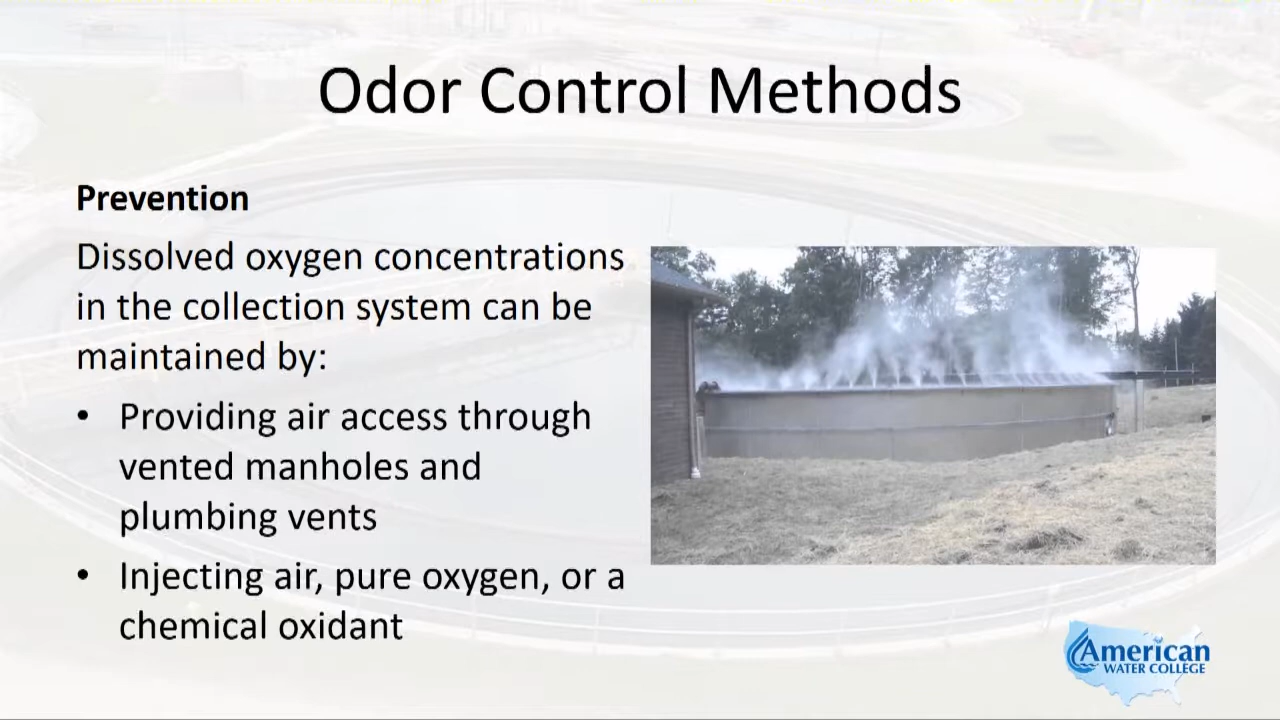 Odor Control Methods
Prevention
Dissolved oxygen concentrations
in the collection system can be
maintained by:
• Providing air access through
vented manholes and
plumbing vents
• Injecting air, pure oxygen, or a
chemical oxidant
American
WATER COLLEGE